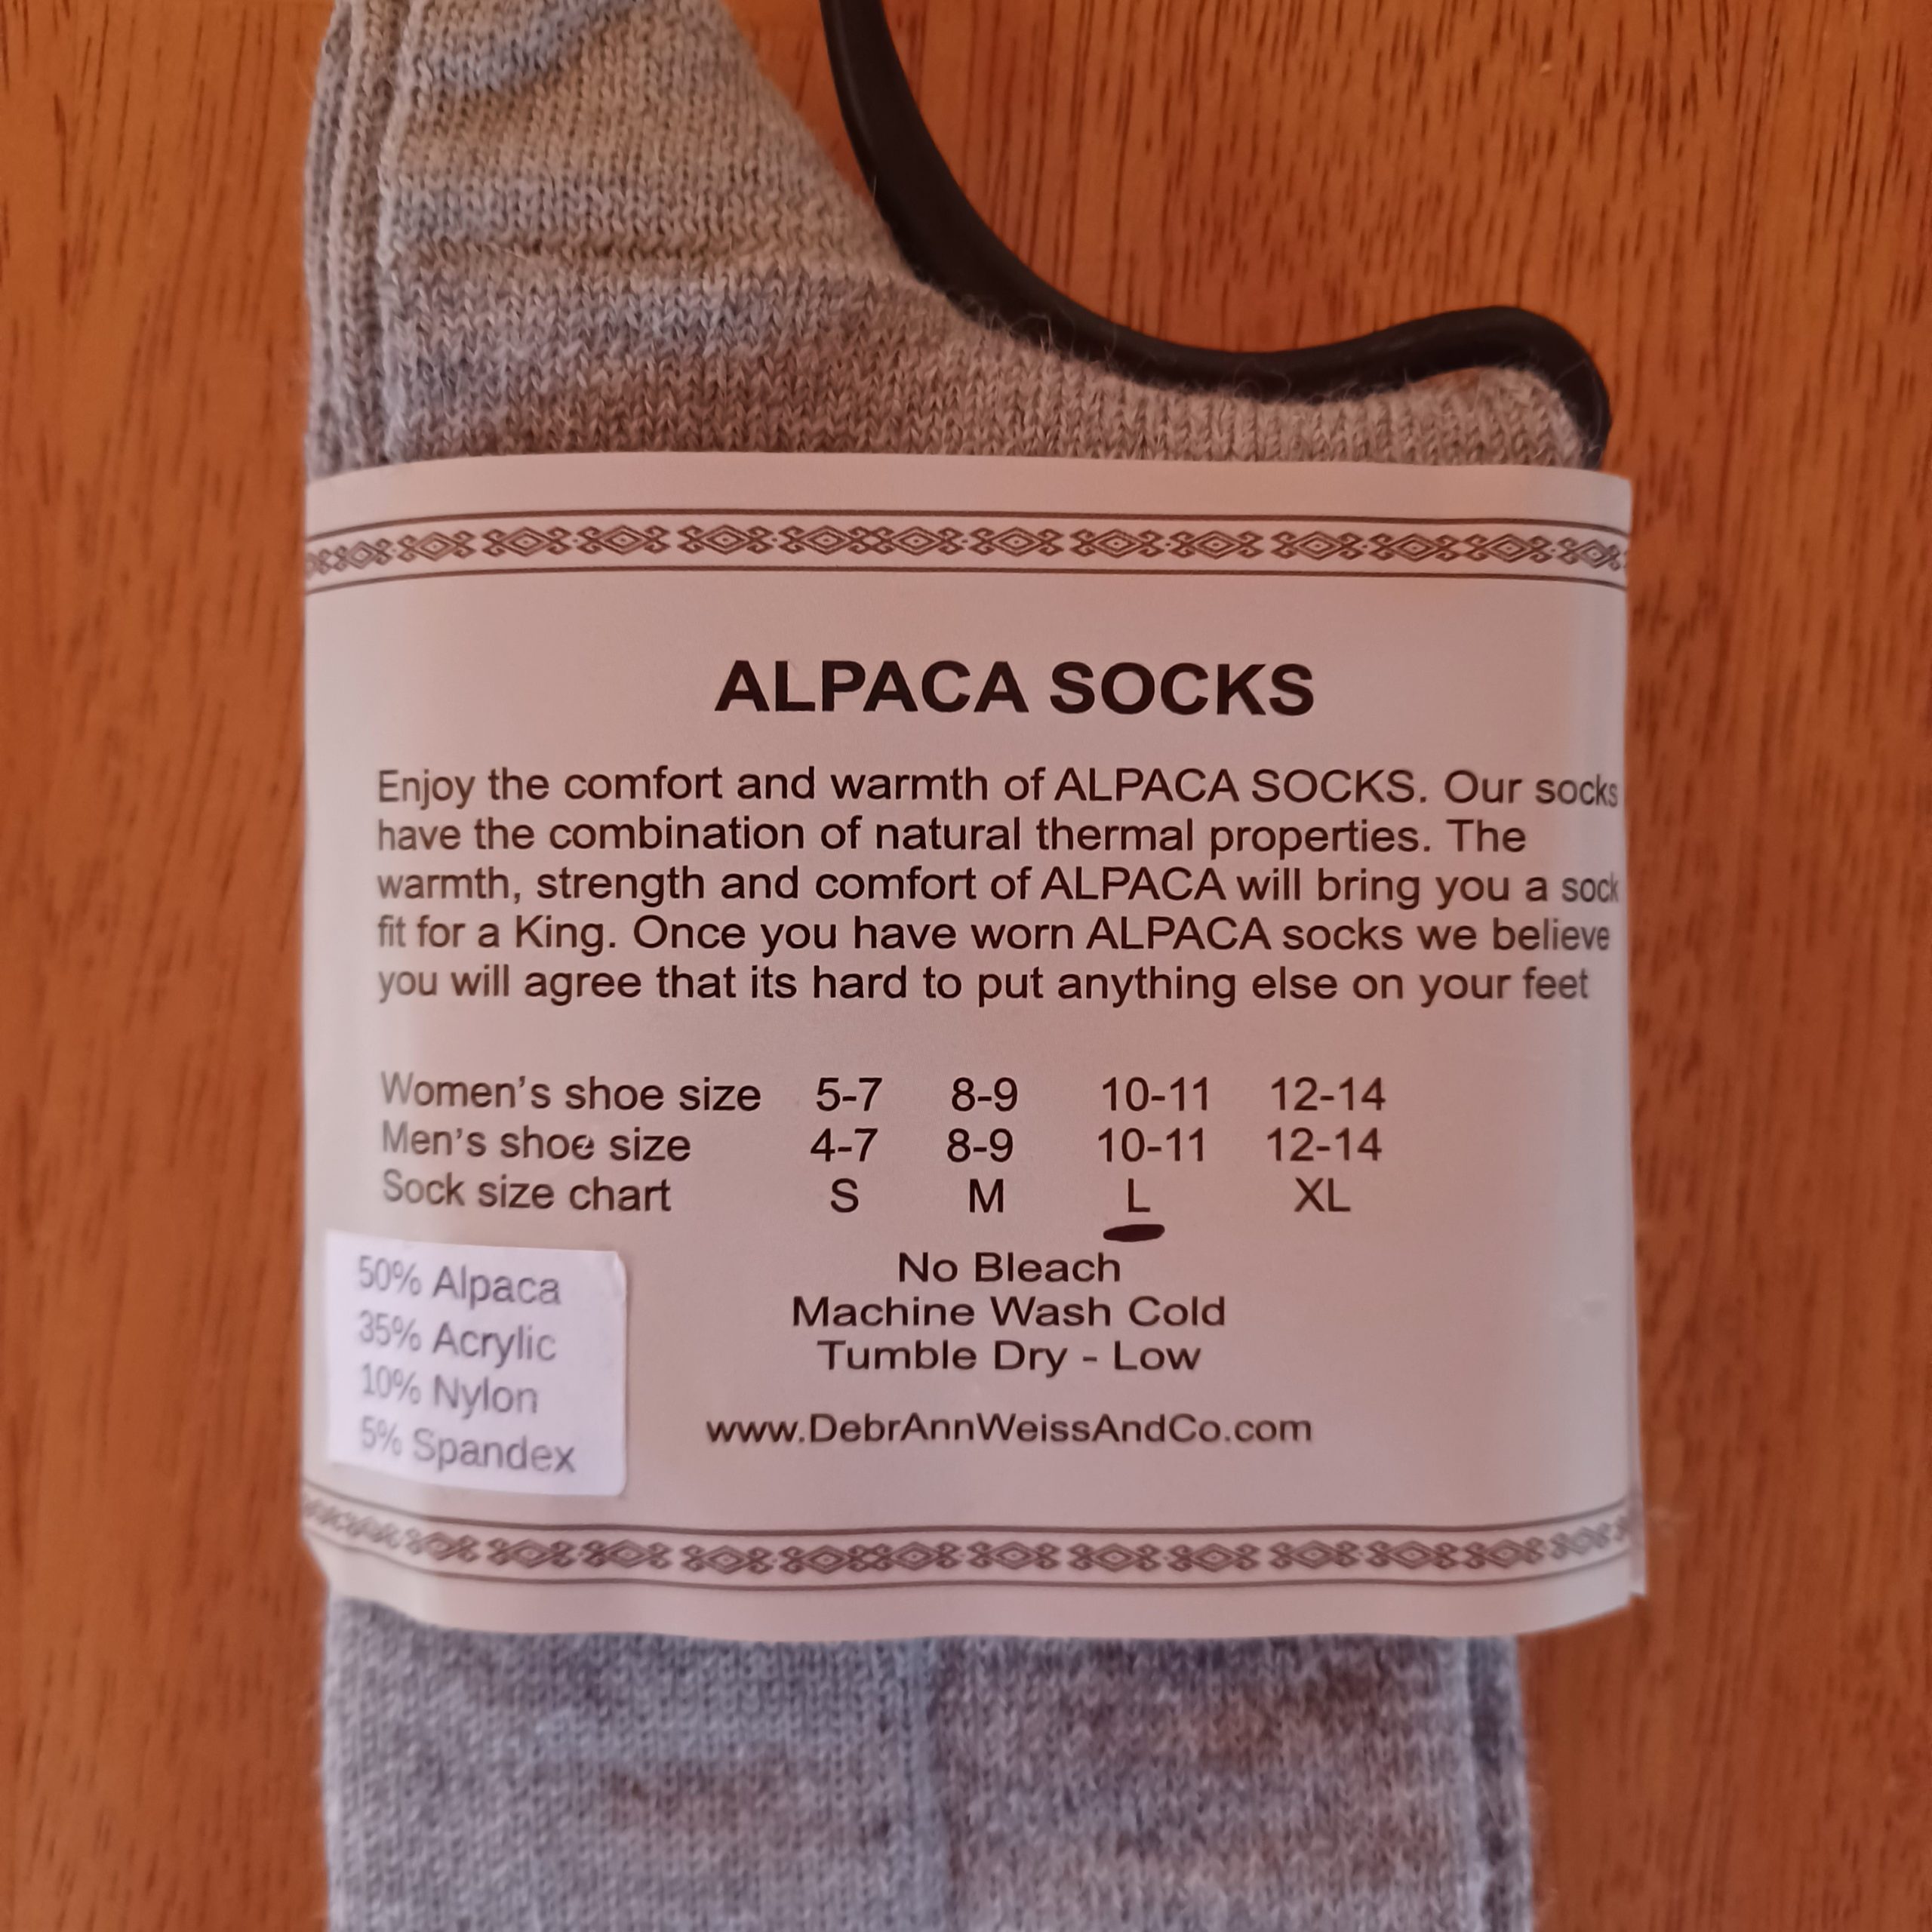 ALPACA SOCKS
Enjoy the comfort and warmth of ALPACA SOCKS. Our socks
have the combination of natural thermal properties. The
warmth, strength and comfort of ALPACA will bring you a sock
fit for a King. Once you have worn ALPACA socks we believe
you will agree that its hard to put anything else on your feet
Women's shoe size 5-7 8-9 10-11 12-14
Men's shoe size 4-7 8-9 10-11 12-14
Sock size chart S M L XL
50% Alpaca
35% Acrylic
10% Nylon
5% Spandex
No Bleach
Machine Wash Cold
Tumble Dry - Low
www.DebrAnnWeissAndCo.com